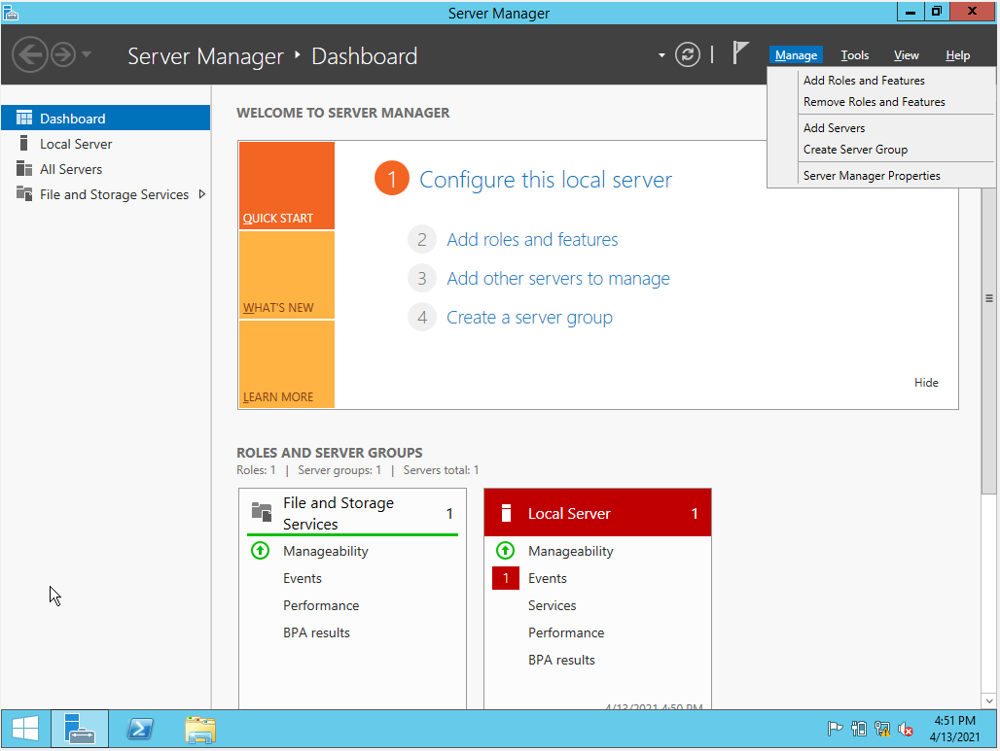 Server Manager
Server Manager ‣ Dashboard
Manage Tools View Help
Add Roles and Features
Remove Roles and Features
Add Servers
Create Server Group
Server Manager Properties
Dashboard
Local Server
All Servers
File and Storage Services
WELCOME TO SERVER MANAGER
QUICK START
WHAT'S NEW
LEARN MORE
1 Configure this local server
2 Add roles and features
3 Add other servers to manage
4 Create a server group
Hide
ROLES AND SERVER GROUPS
Roles: 1 | Server groups: 1 | Servers total: 1
File and Storage
Services 1
Manageability
Events
Performance
BPA results
Local Server 1
Manageability
1 Events
Services
Performance
BPA results
4/13/2021 4:50 PM
4:51 PM
4/13/2021